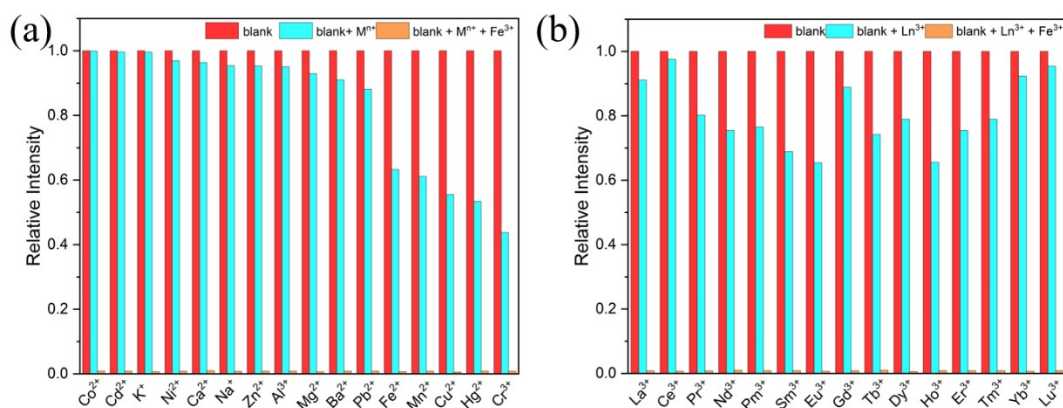 (a)
blank
blank+ Mⁿ⁺
blank + Mⁿ⁺ + Fe³⁺
Relative Intensity
1.0
0.8
0.6
0.4
0.2
0.0
Co²⁺ Cd²⁺ K⁺ Ni²⁺ Ca²⁺ Na⁺ Zn²⁺ Al³⁺ Mg²⁺ Ba²⁺ Pb²⁺ Fe²⁺ Mn²⁺ Cu²⁺ Hg²⁺ Cr³⁺
(b)
blank
blank + Ln³⁺
blank + Ln³⁺ + Fe³⁺
Relative Intensity
1.0
0.8
0.6
0.4
0.2
0.0
La³⁺ Ce³⁺ Pr³⁺ Nd³⁺ Pm³⁺ Sm³⁺ Eu³⁺ Gd³⁺ Tb³⁺ Dy³⁺ Ho³⁺ Er³⁺ Tm³⁺ Yb³⁺ Lu³⁺